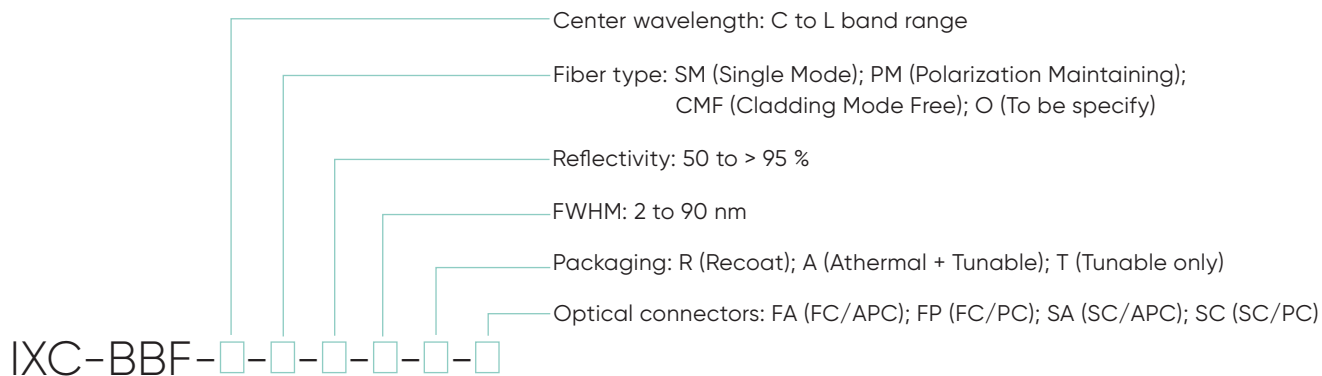 Center wavelength: C to L band range
Fiber type: SM (Single Mode); PM (Polarization Maintaining);
CMF (Cladding Mode Free); O (To be specify)
Reflectivity: 50 to > 95 %
FWHM: 2 to 90 nm
Packaging: R (Recoat); A (Athermal + Tunable); T (Tunable only)
Optical connectors: FA (FC/APC); FP (FC/PC); SA (SC/APC); SC (SC/PC)
IXC-BBF-□-□-□-□-□-□